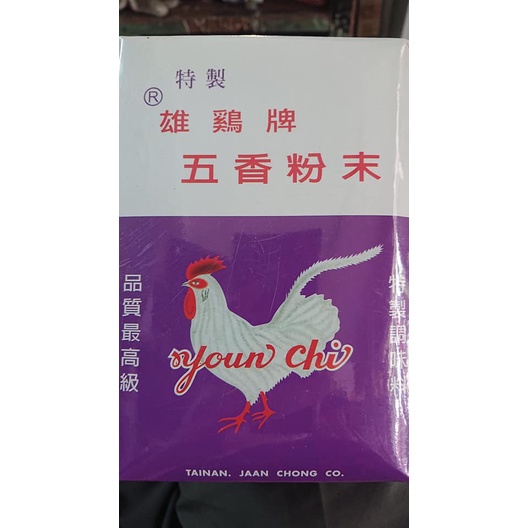 特製
®
雄鷄牌
五香粉末
品質最高級
特製調味料
Youn Chi
TAINAN. JAAN CHONG CO.